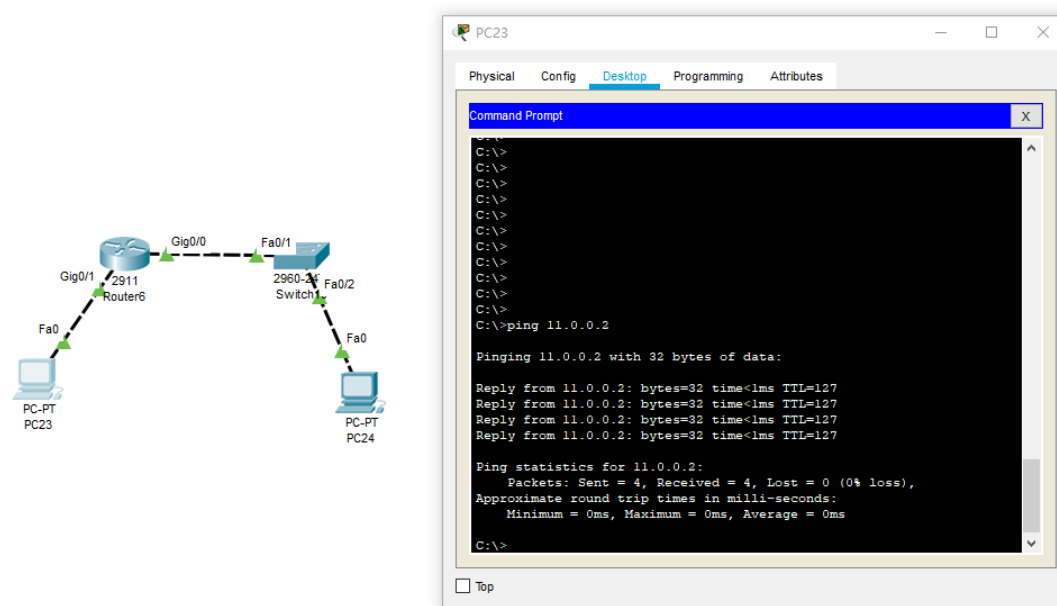 PC23
Physical Config Desktop Programming Attributes
Command Prompt
X
C:\>
C:\>
C:\>
C:\>
C:\>
C:\>
C:\>
C:\>
C:\>
C:\>
C:\>
C:\>
C:\>ping 11.0.0.2
Pinging 11.0.0.2 with 32 bytes of data:
Reply from 11.0.0.2: bytes=32 time<1ms TTL=127
Reply from 11.0.0.2: bytes=32 time<1ms TTL=127
Reply from 11.0.0.2: bytes=32 time<1ms TTL=127
Reply from 11.0.0.2: bytes=32 time<1ms TTL=127
Ping statistics for 11.0.0.2:
Packets: Sent = 4, Received = 4, Lost = 0 (0% loss),
Approximate round trip times in milli-seconds:
Minimum = 0ms, Maximum = 0ms, Average = 0ms
C:\>
Top
Gig0/0
Fa0/1
Gig0/1
2911
Router6
2960-24
Fa0/2
Fa0
Fa0
PC-PT
PC23
PC-PT
PC24